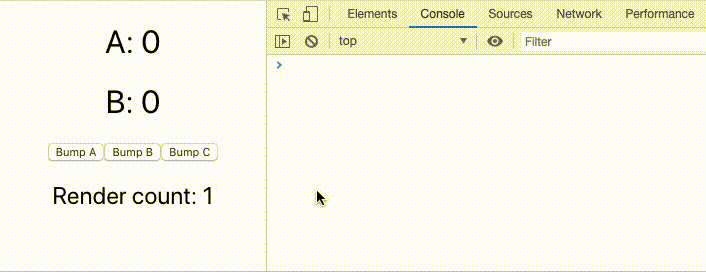 A: 0
B: 0
Bump A Bump B Bump C
Render count: 1
Elements Console Sources Network Performance
top Filter